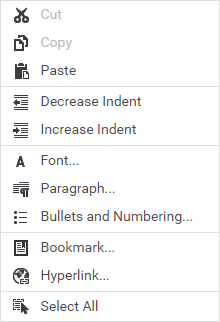 Cut
Copy
Paste
Decrease Indent
Increase Indent
Font...
Paragraph...
Bullets and Numbering...
Bookmark...
Hyperlink...
Select All